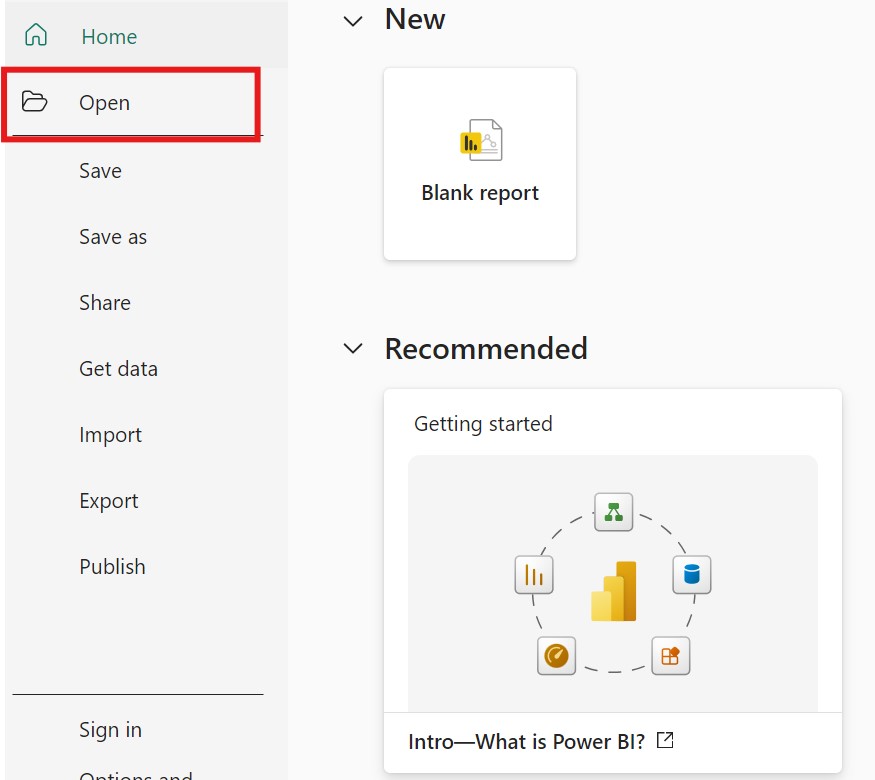 Home
Open
Save
Save as
Share
Get data
Import
Export
Publish
Sign in
Options and
New
Blank report
Recommended
Getting started
Intro—What is Power BI?